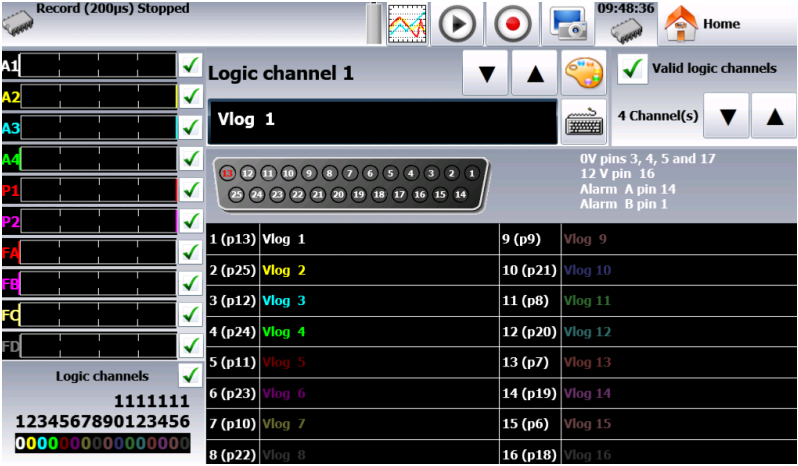 Record (200µs) Stopped
09:48:36
Home
A1
A2
A3
A4
P1
P2
FA
FB
FC
FD
Logic channels
1111111
1234567890123456
0000000000000000
Logic channel 1
Vlog 1
Valid logic channels
4 Channel(s)
13 12 11 10 9 8 7 6 5 4 3 2 1
25 24 23 22 21 20 19 18 17 16 15 14
0V pins 3, 4, 5 and 17
12 V pin 16
Alarm A pin 14
Alarm B pin 1
1 (p13) Vlog 1
2 (p25) Vlog 2
3 (p12) Vlog 3
4 (p24) Vlog 4
5 (p11) Vlog 5
6 (p23) Vlog 6
7 (p10) Vlog 7
8 (p22) Vlog 8
9 (p9) Vlog 9
10 (p21) Vlog 10
11 (p8) Vlog 11
12 (p20) Vlog 12
13 (p7) Vlog 13
14 (p19) Vlog 14
15 (p6) Vlog 15
16 (p18) Vlog 16